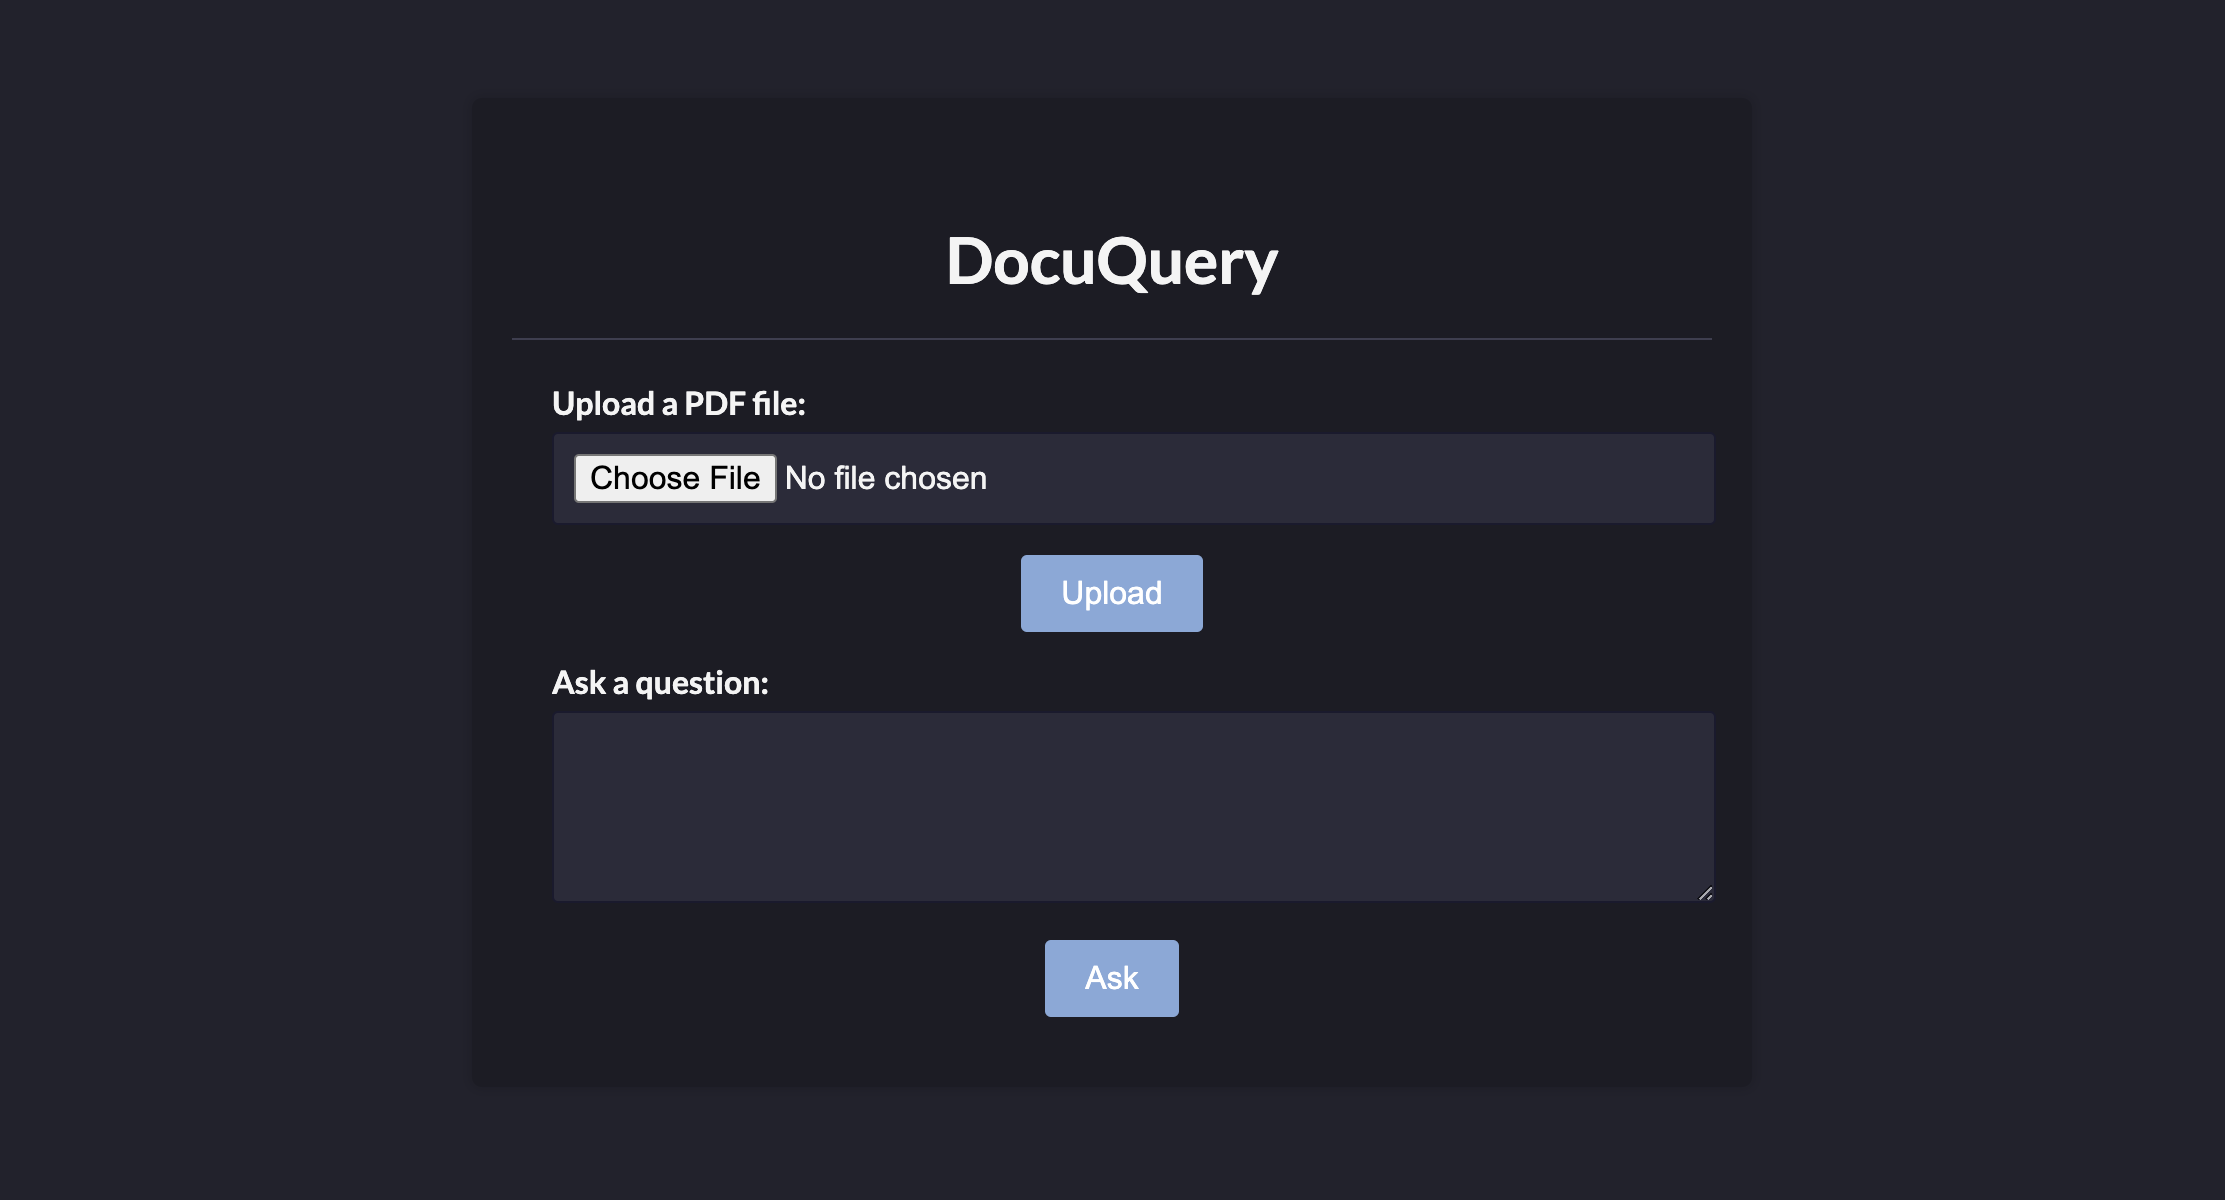 DocuQuery
Upload a PDF file:
Choose File No file chosen
Upload
Ask a question:
Ask